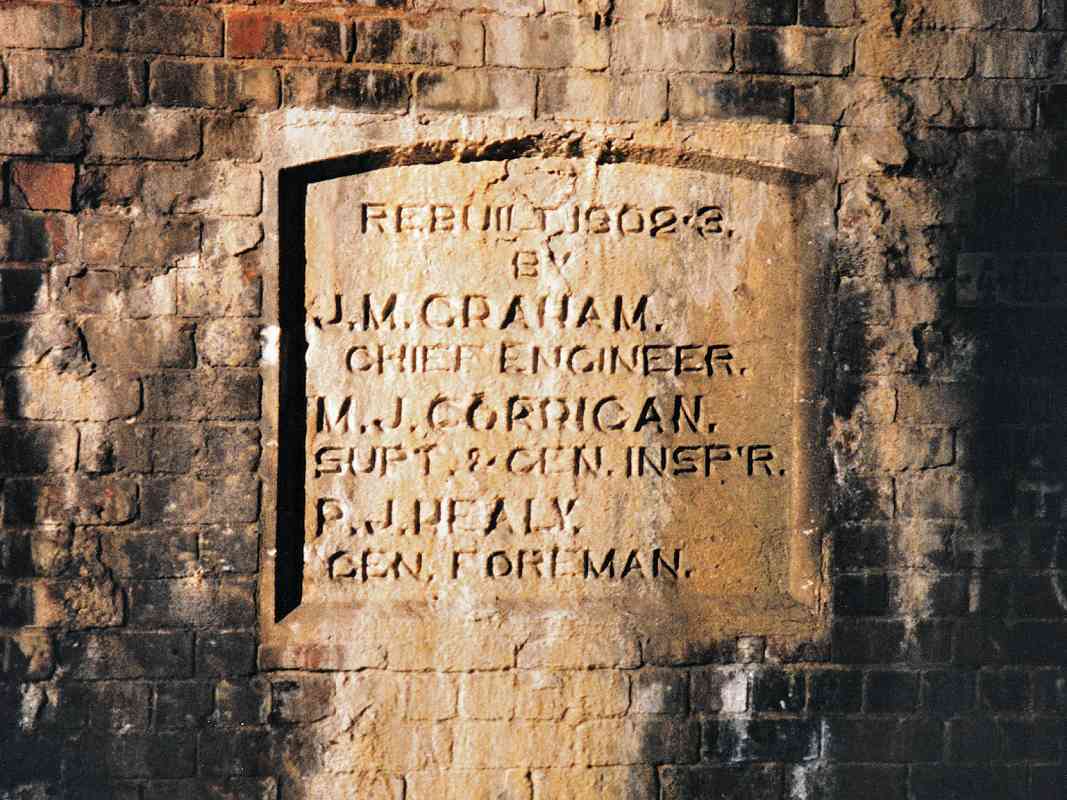 REBUILT 1902-3.
BY
J.M. GRAHAM.
CHIEF ENGINEER.
M.J. CORRIGAN.
SUPT. & GEN. INSP'R.
P.J. HEALY.
GEN. FOREMAN.